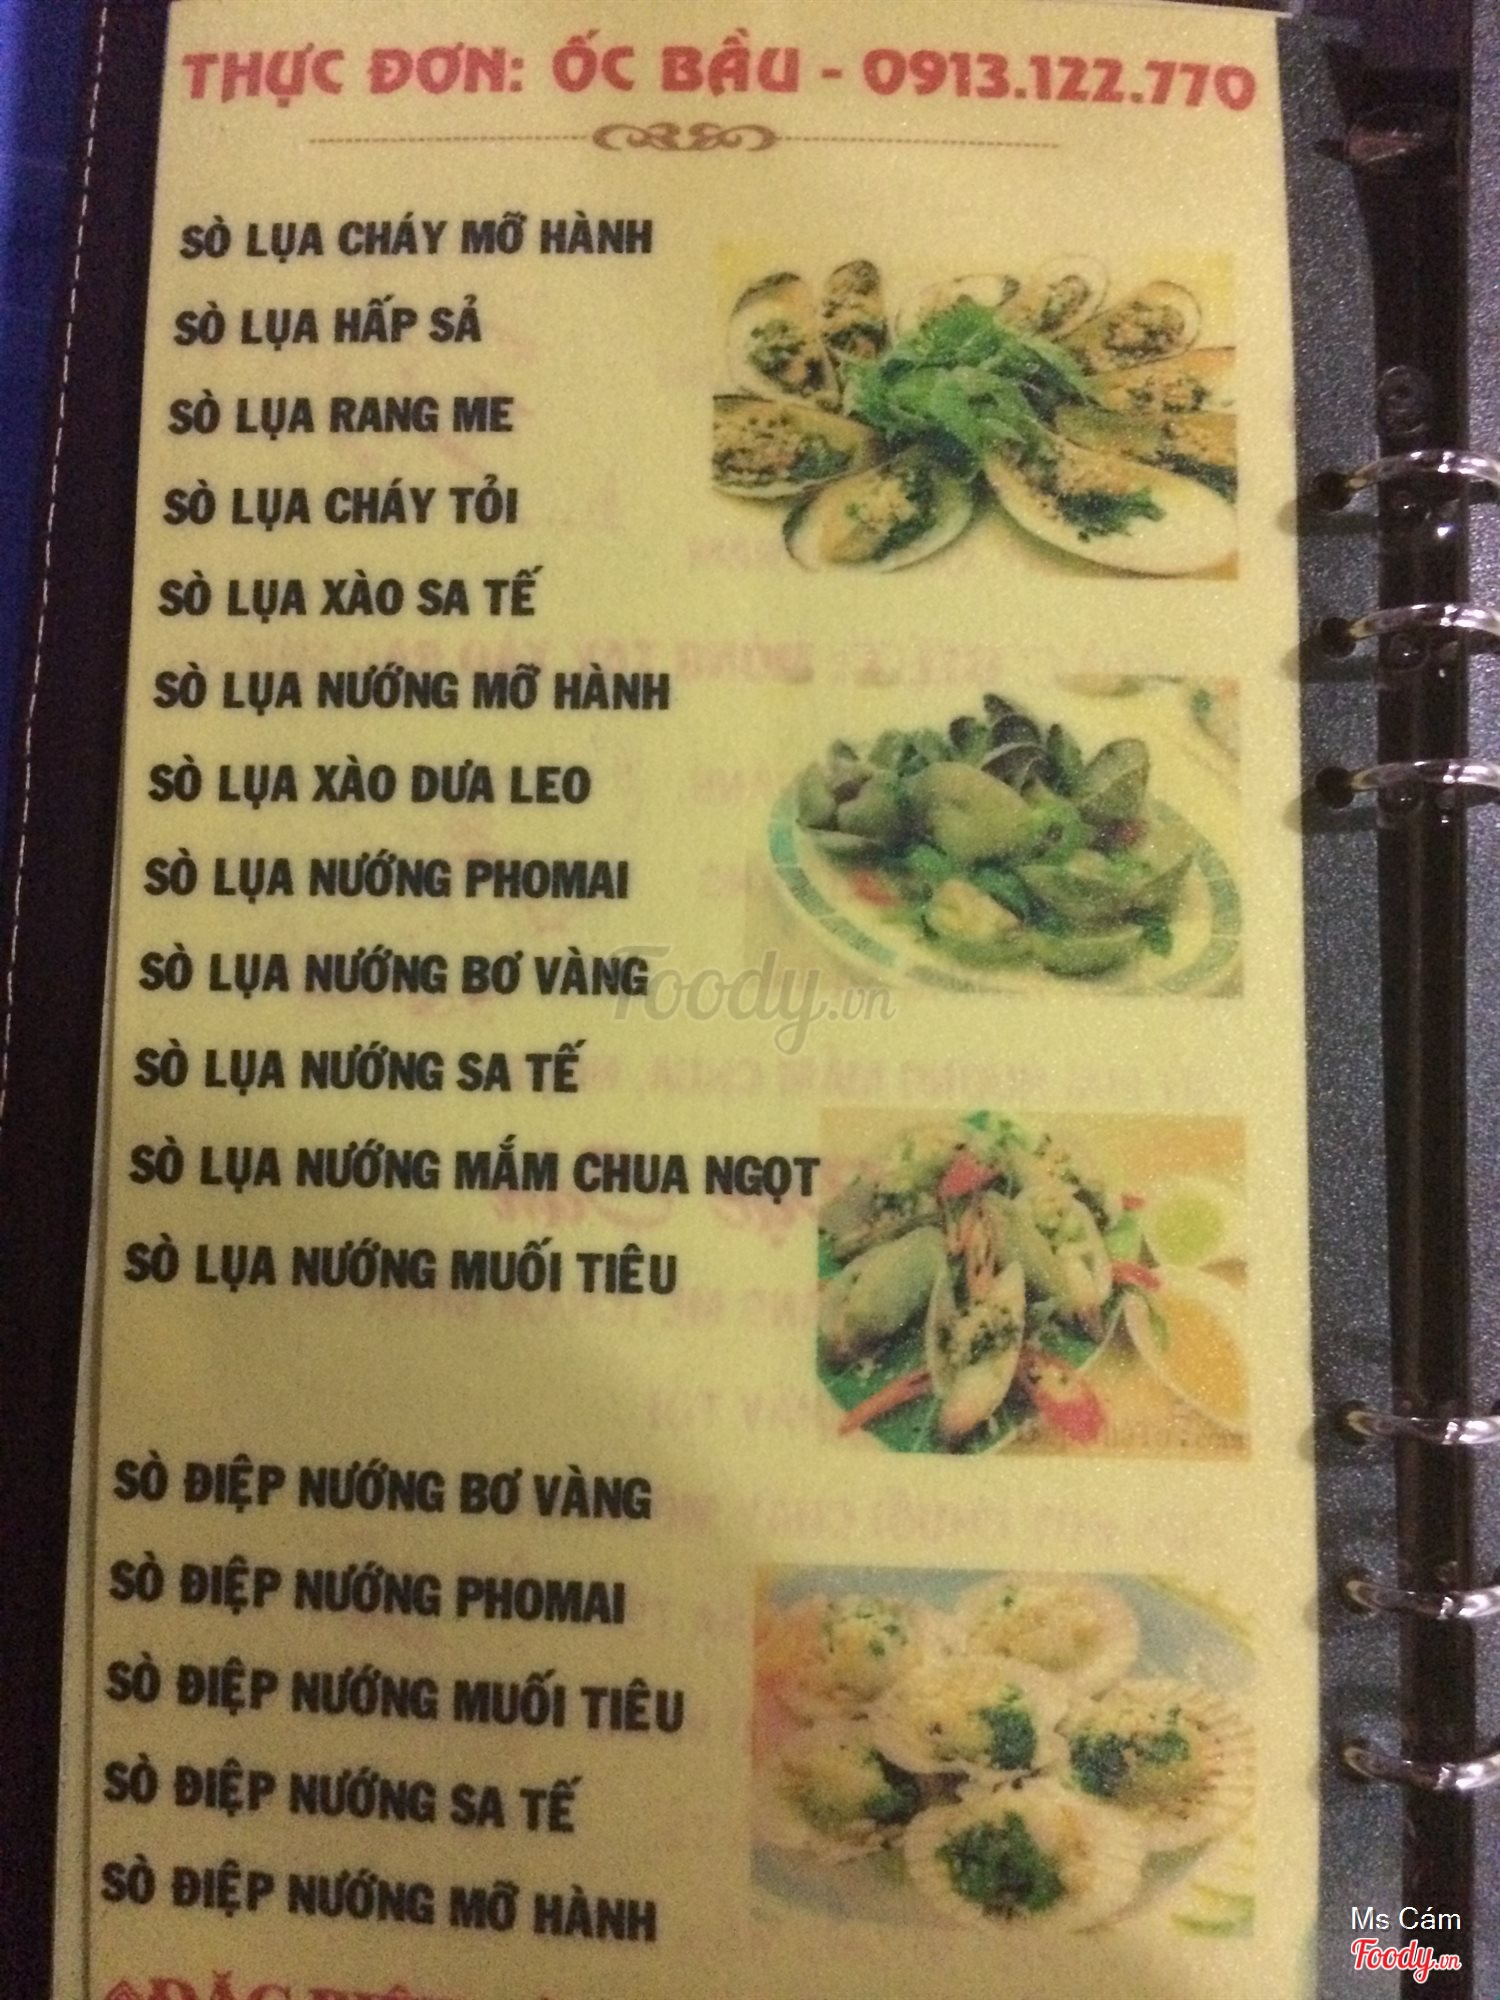 THỰC ĐƠN: ỐC BẦU - 0913.122.770
SÒ LỤA CHÁY MỠ HÀNH
SÒ LỤA HẤP SẢ
SÒ LỤA RANG ME
SÒ LỤA CHÁY TỎI
SÒ LỤA XÀO SA TẾ
SÒ LỤA NƯỚNG MỠ HÀNH
SÒ LỤA XÀO DƯA LEO
SÒ LỤA NƯỚNG PHOMAI
SÒ LỤA NƯỚNG BƠ VÀNG
Foody.vn
SÒ LỤA NƯỚNG SA TẾ
SÒ LỤA NƯỚNG MẮM CHUA NGỌT
SÒ LỤA NƯỚNG MUỐI TIÊU
SÒ ĐIỆP NƯỚNG BƠ VÀNG
SÒ ĐIỆP NƯỚNG PHOMAI
SÒ ĐIỆP NƯỚNG MUỐI TIÊU
SÒ ĐIỆP NƯỚNG SA TẾ
SÒ ĐIỆP NƯỚNG MỠ HÀNH
Ms Cám
Foody.vn